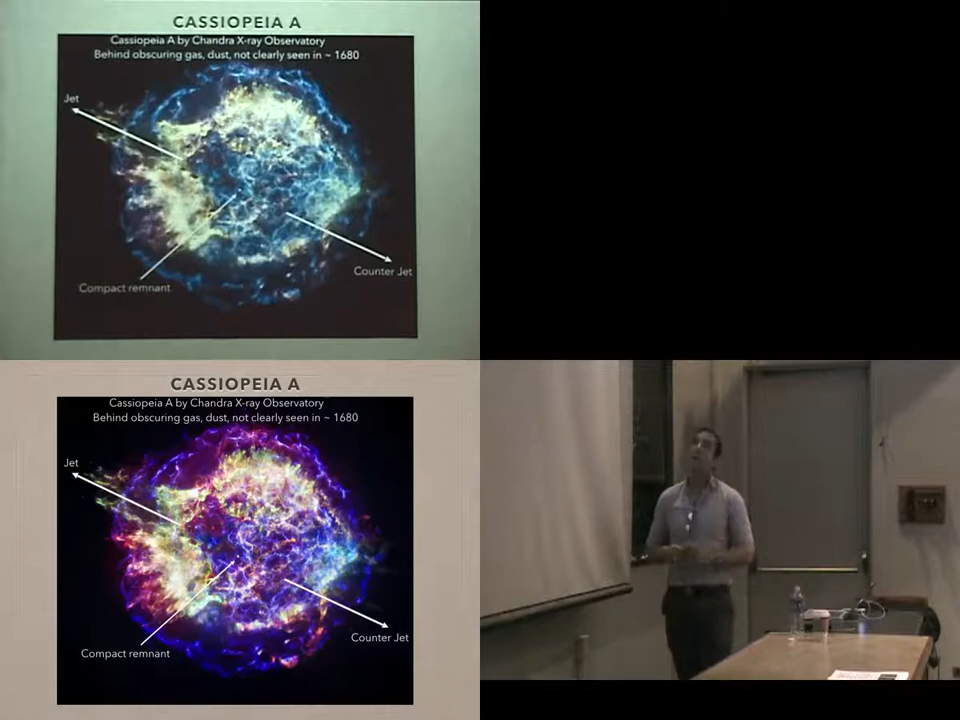 CASSIOPEIA A
Cassiopeia A by Chandra X-ray Observatory
Behind obscuring gas, dust, not clearly seen in ~ 1680
Jet
Counter Jet
Compact remnant
CASSIOPEIA A
Cassiopeia A by Chandra X-ray Observatory
Behind obscuring gas, dust, not clearly seen in ~ 1680
Jet
Counter Jet
Compact remnant